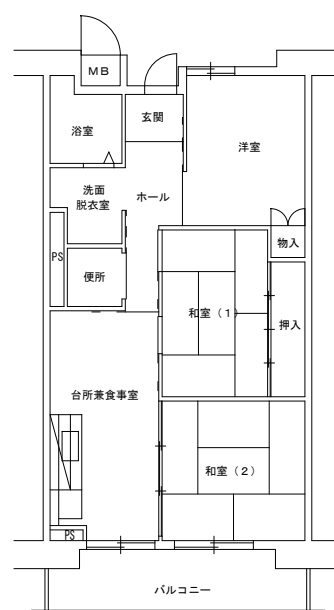 MB
浴室
玄関
洋室
洗面
脱衣室
ホール
物入
PS
便所
和室(1)
押入
台所兼食事室
和室(2)
PS
バルコニー